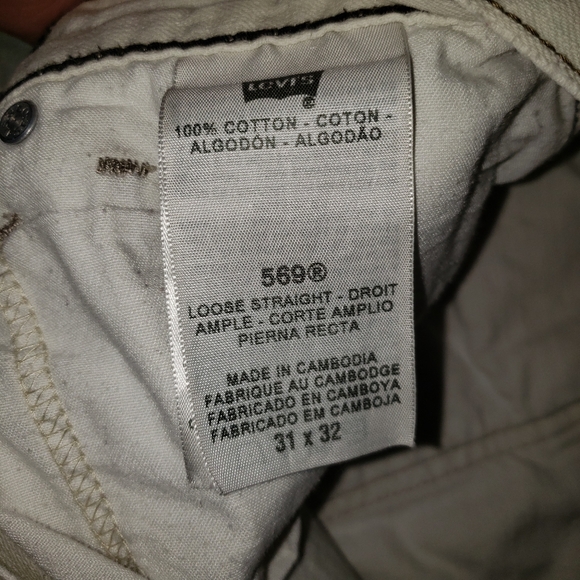 LEVI'S
®
100% COTTON - COTON -
ALGODÓN - ALGODÃO
569®
LOOSE STRAIGHT - DROIT
AMPLE - CORTE AMPLIO
PIERNA RECTA
MADE IN CAMBODIA
FABRIQUE AU CAMBODGE
FABRICADO EN CAMBOYA
FABRICADO EM CAMBOJA
31 x 32